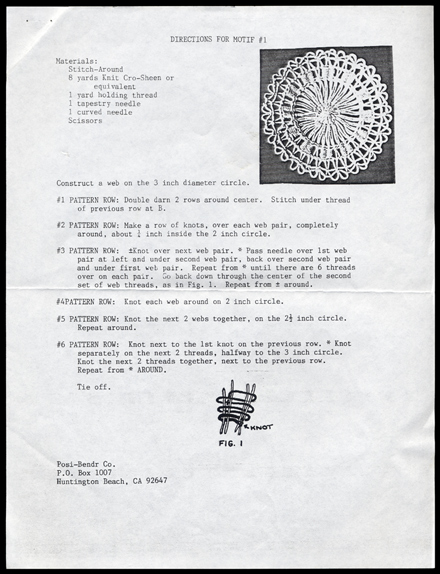 DIRECTIONS FOR MOTIF #1
Materials:
Stitch-Around
8 yards Knit Cro-Sheen or
equivalent
1 yard holding thread
1 tapestry needle
1 curved needle
Scissors
Construct a web on the 3 inch diameter circle.
#1 PATTERN ROW: Double darn 2 rows around center. Stitch under thread
of previous row at B.
#2 PATTERN ROW: Make a row of knots, over each web pair, completely
around, about ¼ inch inside the 2 inch circle.
#3 PATTERN ROW: ±Knot over next web pair. * Pass needle over 1st web
pair at left and under second web pair, back over second web pair
and under first web pair. Repeat from * until there are 6 threads
over on each pair. Go back down through the center of the second
set of web threads, as in Fig. 1. Repeat from ± around.
#4PATTERN ROW: Knot each web around on 2 inch circle.
#5 PATTERN ROW: Knot the next 2 webs together, on the 2½ inch circle.
Repeat around.
#6 PATTERN ROW: Knot next to the 1st knot on the previous row. * Knot
separately on the next 2 threads, halfway to the 3 inch circle.
Knot the next 2 threads together, next to the previous row.
Repeat from * AROUND.
Tie off.
KNOT
FIG. 1
Posi-Bendr Co.
P.O. Box 1007
Huntington Beach, CA 92647